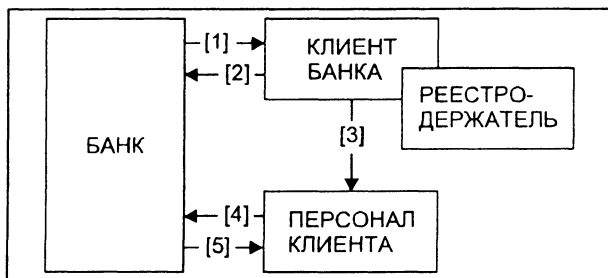 [1]
КЛИЕНТ
БАНКА
[2]
РЕЕСТРО-
ДЕРЖАТЕЛЬ
[3]
БАНК
[4]
ПЕРСОНАЛ
КЛИЕНТА
[5]